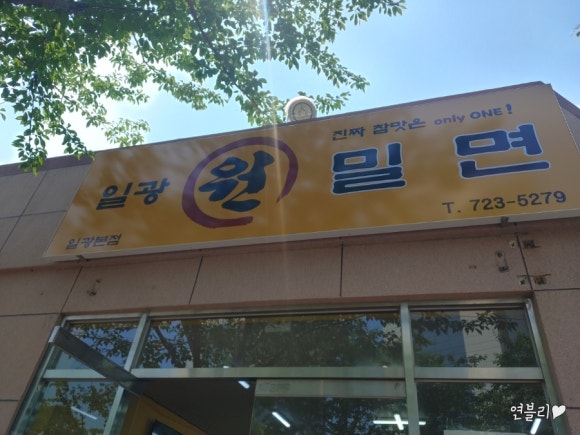 진짜 참맛은 only ONE!
일광 원 밀면
T. 723-5279
일광본점
연블리♥